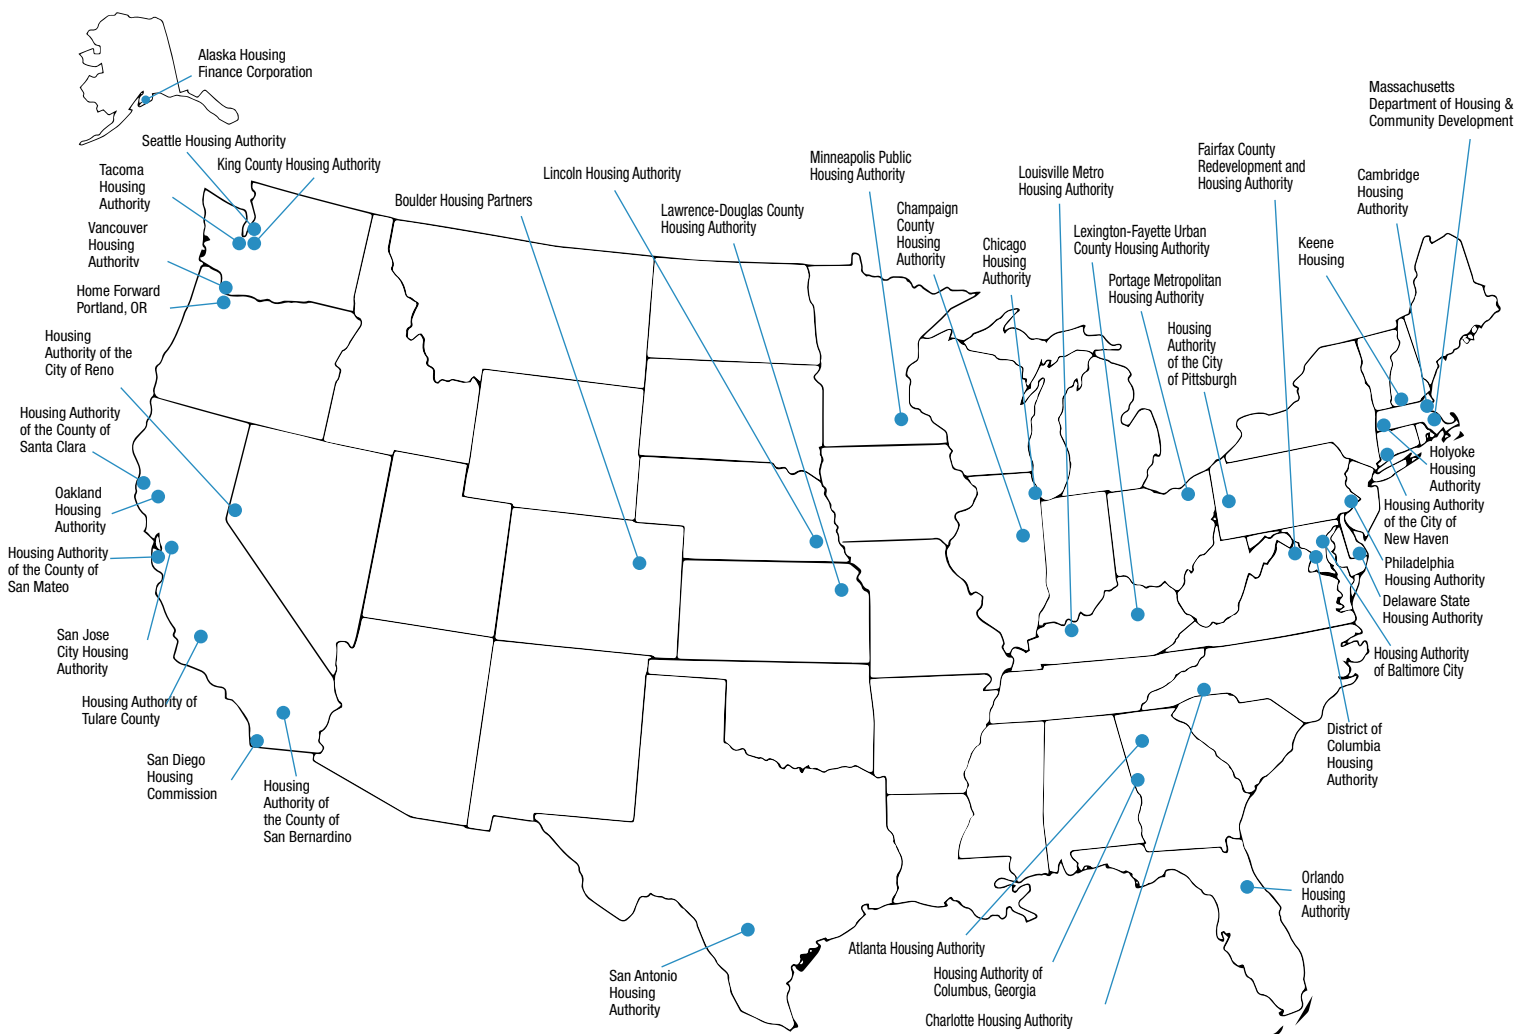 Alaska Housing
Finance Corporation
Seattle Housing Authority
King County Housing Authority
Tacoma
Housing
Authority
Vancouver
Housing
Authority
Home Forward
Portland, OR
Housing
Authority of the
City of Reno
Housing Authority
of the County of
Santa Clara
Oakland
Housing
Authority
Housing Authority
of the County of
San Mateo
San Jose
City Housing
Authority
Housing Authority of
Tulare County
San Diego
Housing
Commission
Housing
Authority of
the County of
San Bernardino
Boulder Housing Partners
Lincoln Housing Authority
Lawrence-Douglas County
Housing Authority
Minneapolis Public
Housing Authority
Champaign
County
Housing
Authority
Chicago
Housing
Authority
Louisville Metro
Housing Authority
Lexington-Fayette Urban
County Housing Authority
Portage Metropolitan
Housing Authority
Housing
Authority
of the City
of Pittsburgh
Fairfax County
Redevelopment and
Housing Authority
Keene
Housing
Cambridge
Housing
Authority
Massachusetts
Department of Housing &
Community Development
Holyoke
Housing
Authority
Housing Authority
of the City of
New Haven
Philadelphia
Housing Authority
Delaware State
Housing Authority
Housing Authority
of Baltimore City
District of
Columbia
Housing
Authority
Orlando
Housing
Authority
Atlanta Housing Authority
Housing Authority of
Columbus, Georgia
Charlotte Housing Authority
San Antonio
Housing
Authority